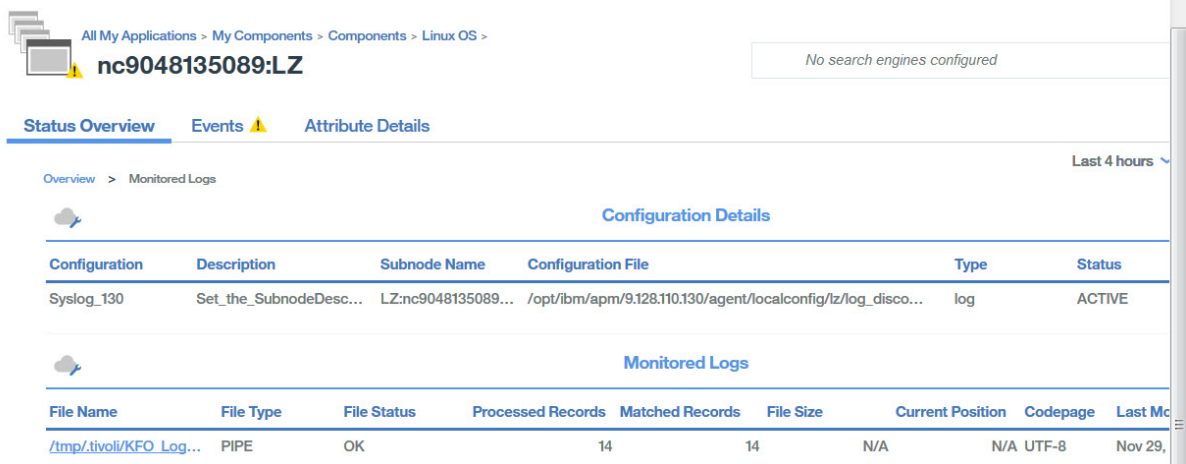 All My Applications > My Components > Components > Linux OS >
nc9048135089:LZ
No search engines configured
Status Overview Events Attribute Details
Last 4 hours
Overview > Monitored Logs
Configuration Details
Configuration Description Subnode Name Configuration File Type Status
Syslog_130 Set_the_SubnodeDesc... LZ:nc9048135089... /opt/ibm/apm/9.128.110.130/agent/localconfig/lz/log_disco... log ACTIVE
Monitored Logs
File Name File Type File Status Processed Records Matched Records File Size Current Position Codepage Last Mo
/tmp/.tivoli/KFO_Log... PIPE OK 14 14 N/A N/A UTF-8 Nov 29,